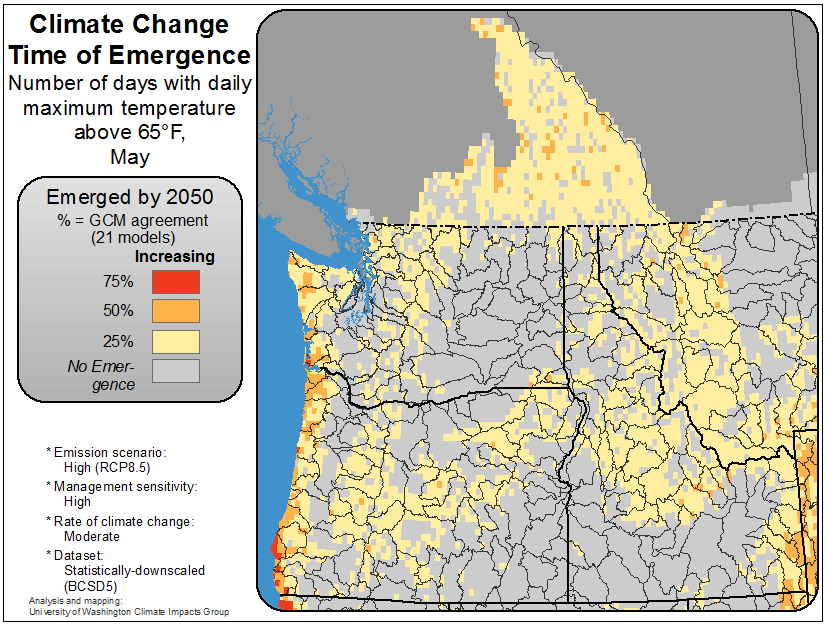 Climate Change
Time of Emergence
Number of days with daily
maximum temperature
above 65°F,
May
Emerged by 2050
% = GCM agreement
(21 models)
Increasing
75%
50%
25%
No Emer-
gence
* Emission scenario:
High (RCP8.5)
* Management sensitivity:
High
* Rate of climate change:
Moderate
* Dataset:
Statistically-downscaled
(BCSD5)
Analysis and mapping:
University of Washington Climate Impacts Group